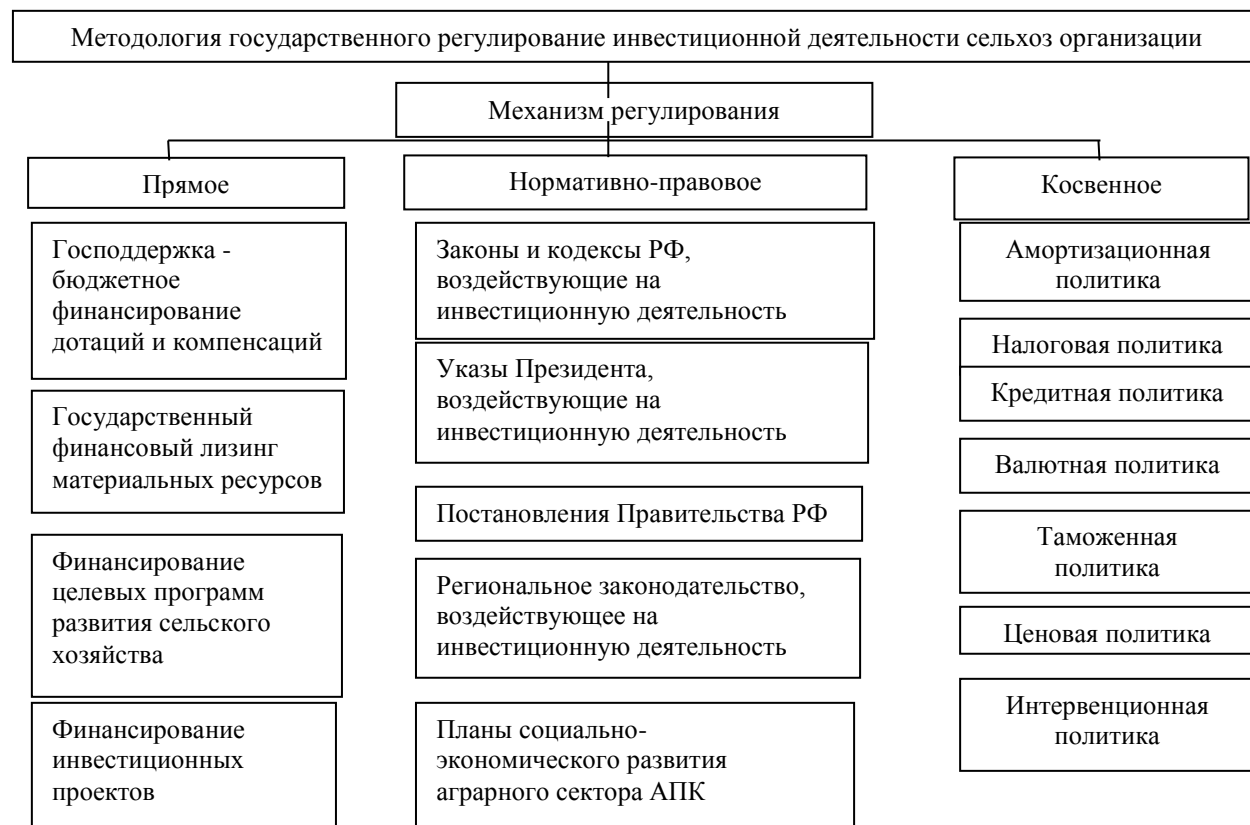 Методология государственного регулирование инвестиционной деятельности сельхоз организации
Механизм регулирования
Прямое
Господдержка -
бюджетное
финансирование
дотаций и компенсаций
Государственный
финансовый лизинг
материальных ресурсов
Финансирование
целевых программ
развития сельского
хозяйства
Финансирование
инвестиционных
проектов
Нормативно-правовое
Законы и кодексы РФ,
воздействующие на
инвестиционную деятельность
Указы Президента,
воздействующие на
инвестиционную деятельность
Постановления Правительства РФ
Региональное законодательство,
воздействующее на
инвестиционную деятельность
Планы социально-
экономического развития
аграрного сектора АПК
Косвенное
Амортизационная
политика
Налоговая политика
Кредитная политика
Валютная политика
Таможенная
политика
Ценовая политика
Интервенционная
политика